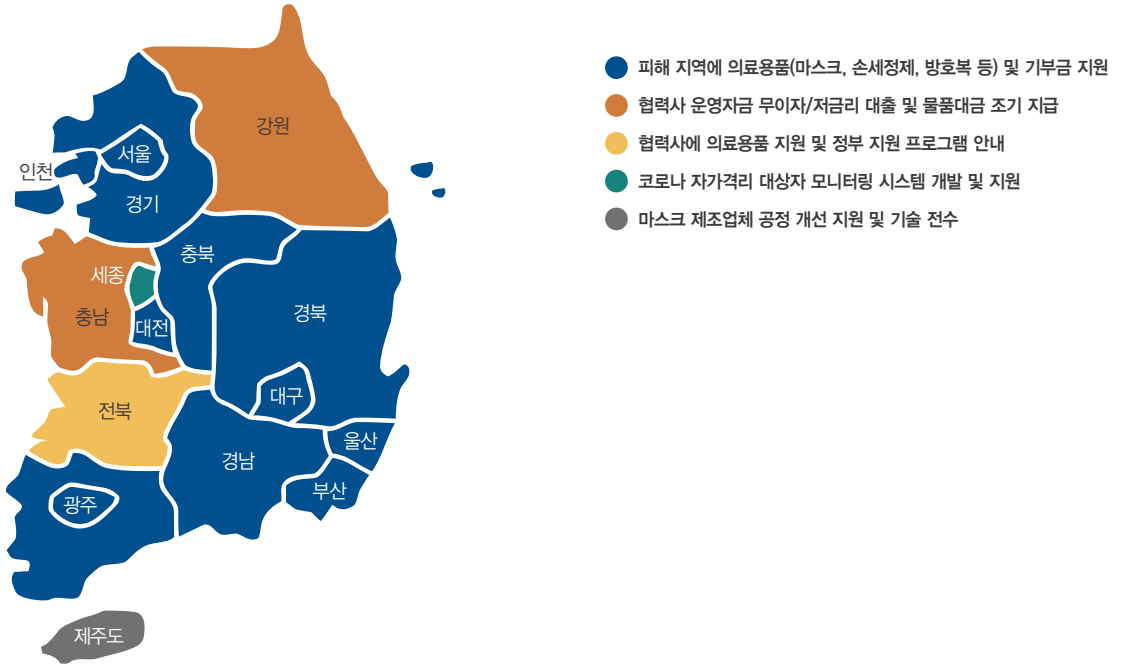 강원
서울
인천
경기
충북
세종
충남
대전
경북
대구
전북
울산
경남
부산
광주
제주도
피해 지역에 의료용품(마스크, 손세정제, 방호복 등) 및 기부금 지원
협력사 운영자금 무이자/저금리 대출 및 물품대금 조기 지급
협력사에 의료용품 지원 및 정부 지원 프로그램 안내
코로나 자가격리 대상자 모니터링 시스템 개발 및 지원
마스크 제조업체 공정 개선 지원 및 기술 전수